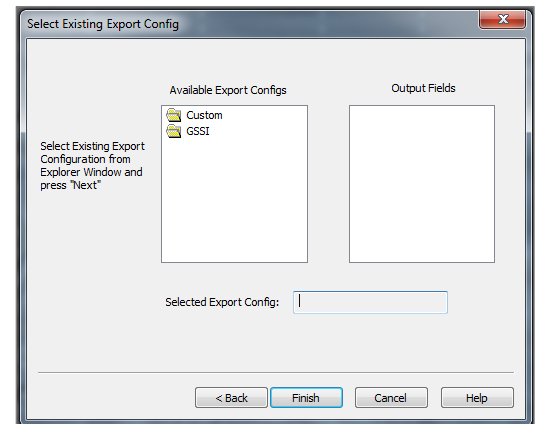 Select Existing Export Config
Available Export Configs
Output Fields
Custom
GSSI
Select Existing Export
Configuration from
Explorer Window and
press "Next"
Selected Export Config:
< Back
Finish
Cancel
Help